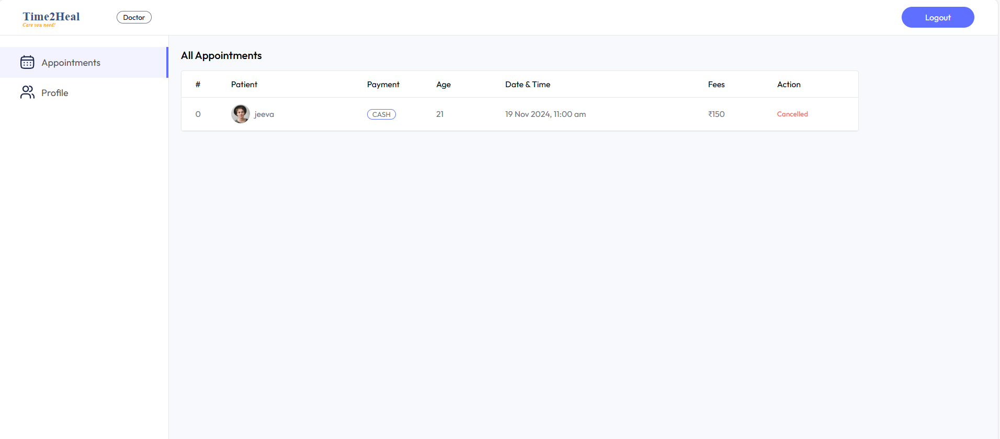 Time2Heal
Care you need!
Doctor
Logout
Appointments
Profile
All Appointments
# Patient Payment Age Date & Time Fees Action
0 jeeva CASH 21 19 Nov 2024, 11:00 am ₹150 Cancelled